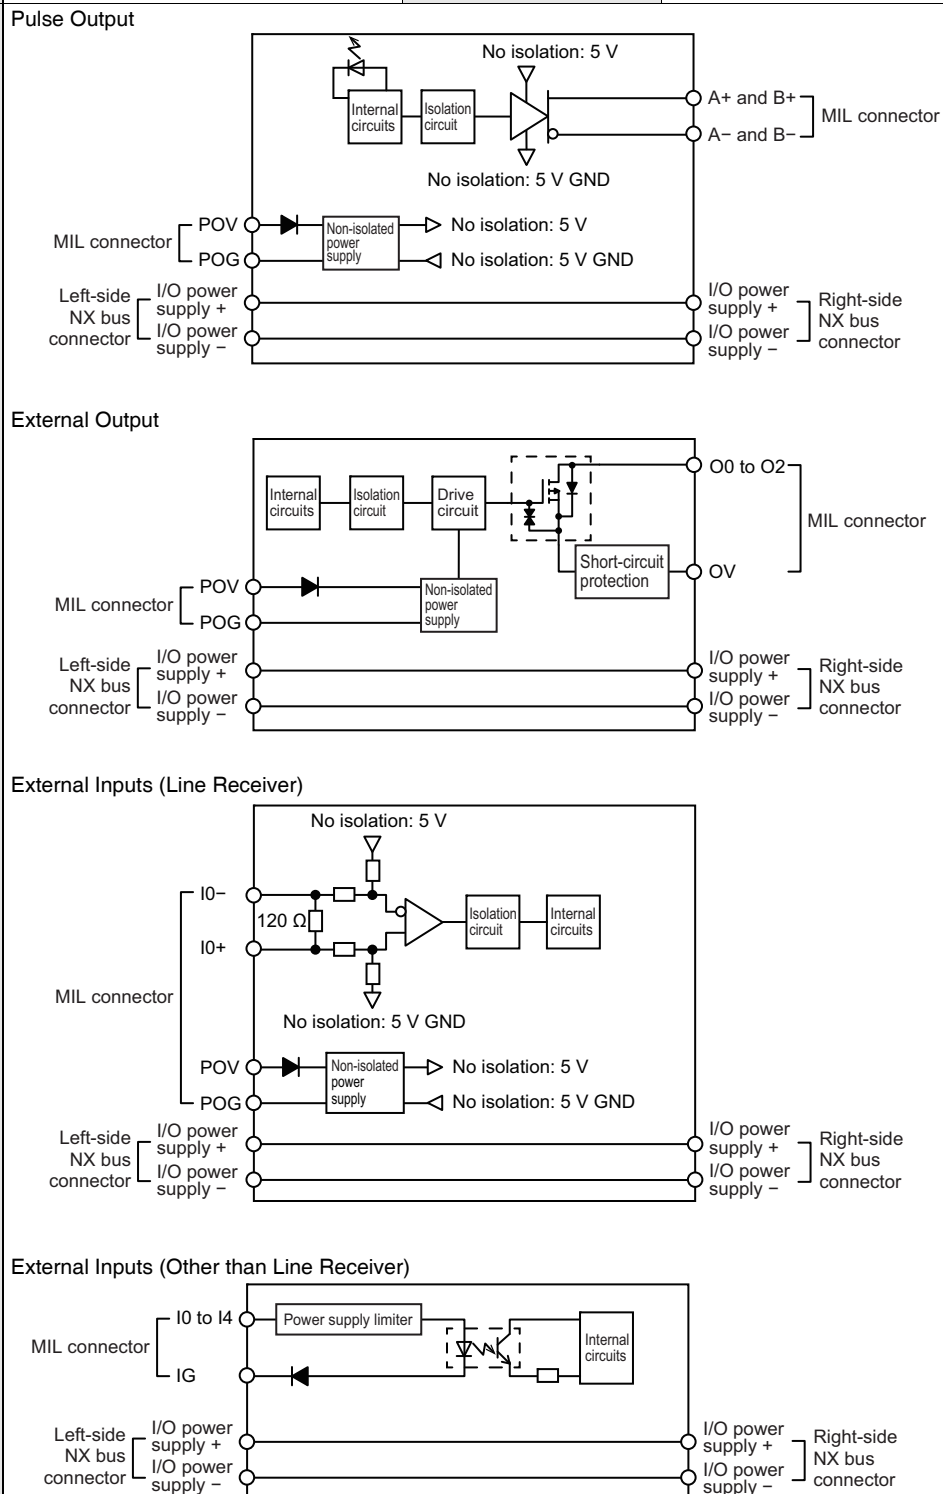 Pulse Output
No isolation: 5 V
Internal
circuits
Isolation
circuit
A+ and B+
A− and B−
MIL connector
No isolation: 5 V GND
MIL connector
POV
POG
Non-isolated
power
supply
No isolation: 5 V
No isolation: 5 V GND
Left-side
NX bus
connector
I/O power
supply +
I/O power
supply −
I/O power
supply +
I/O power
supply −
Right-side
NX bus
connector
External Output
Internal
circuits
Isolation
circuit
Drive
circuit
O0 to O2
MIL connector
Short-circuit
protection
OV
MIL connector
POV
POG
Non-isolated
power
supply
Left-side
NX bus
connector
I/O power
supply +
I/O power
supply −
I/O power
supply +
I/O power
supply −
Right-side
NX bus
connector
External Inputs (Line Receiver)
No isolation: 5 V
I0−
120 Ω
I0+
Isolation
circuit
Internal
circuits
MIL connector
No isolation: 5 V GND
POV
POG
Non-isolated
power
supply
No isolation: 5 V
No isolation: 5 V GND
Left-side
NX bus
connector
I/O power
supply +
I/O power
supply −
I/O power
supply +
I/O power
supply −
Right-side
NX bus
connector
External Inputs (Other than Line Receiver)
MIL connector
I0 to I4
IG
Power supply limiter
Internal
circuits
Left-side
NX bus
connector
I/O power
supply +
I/O power
supply −
I/O power
supply +
I/O power
supply −
Right-side
NX bus
connector